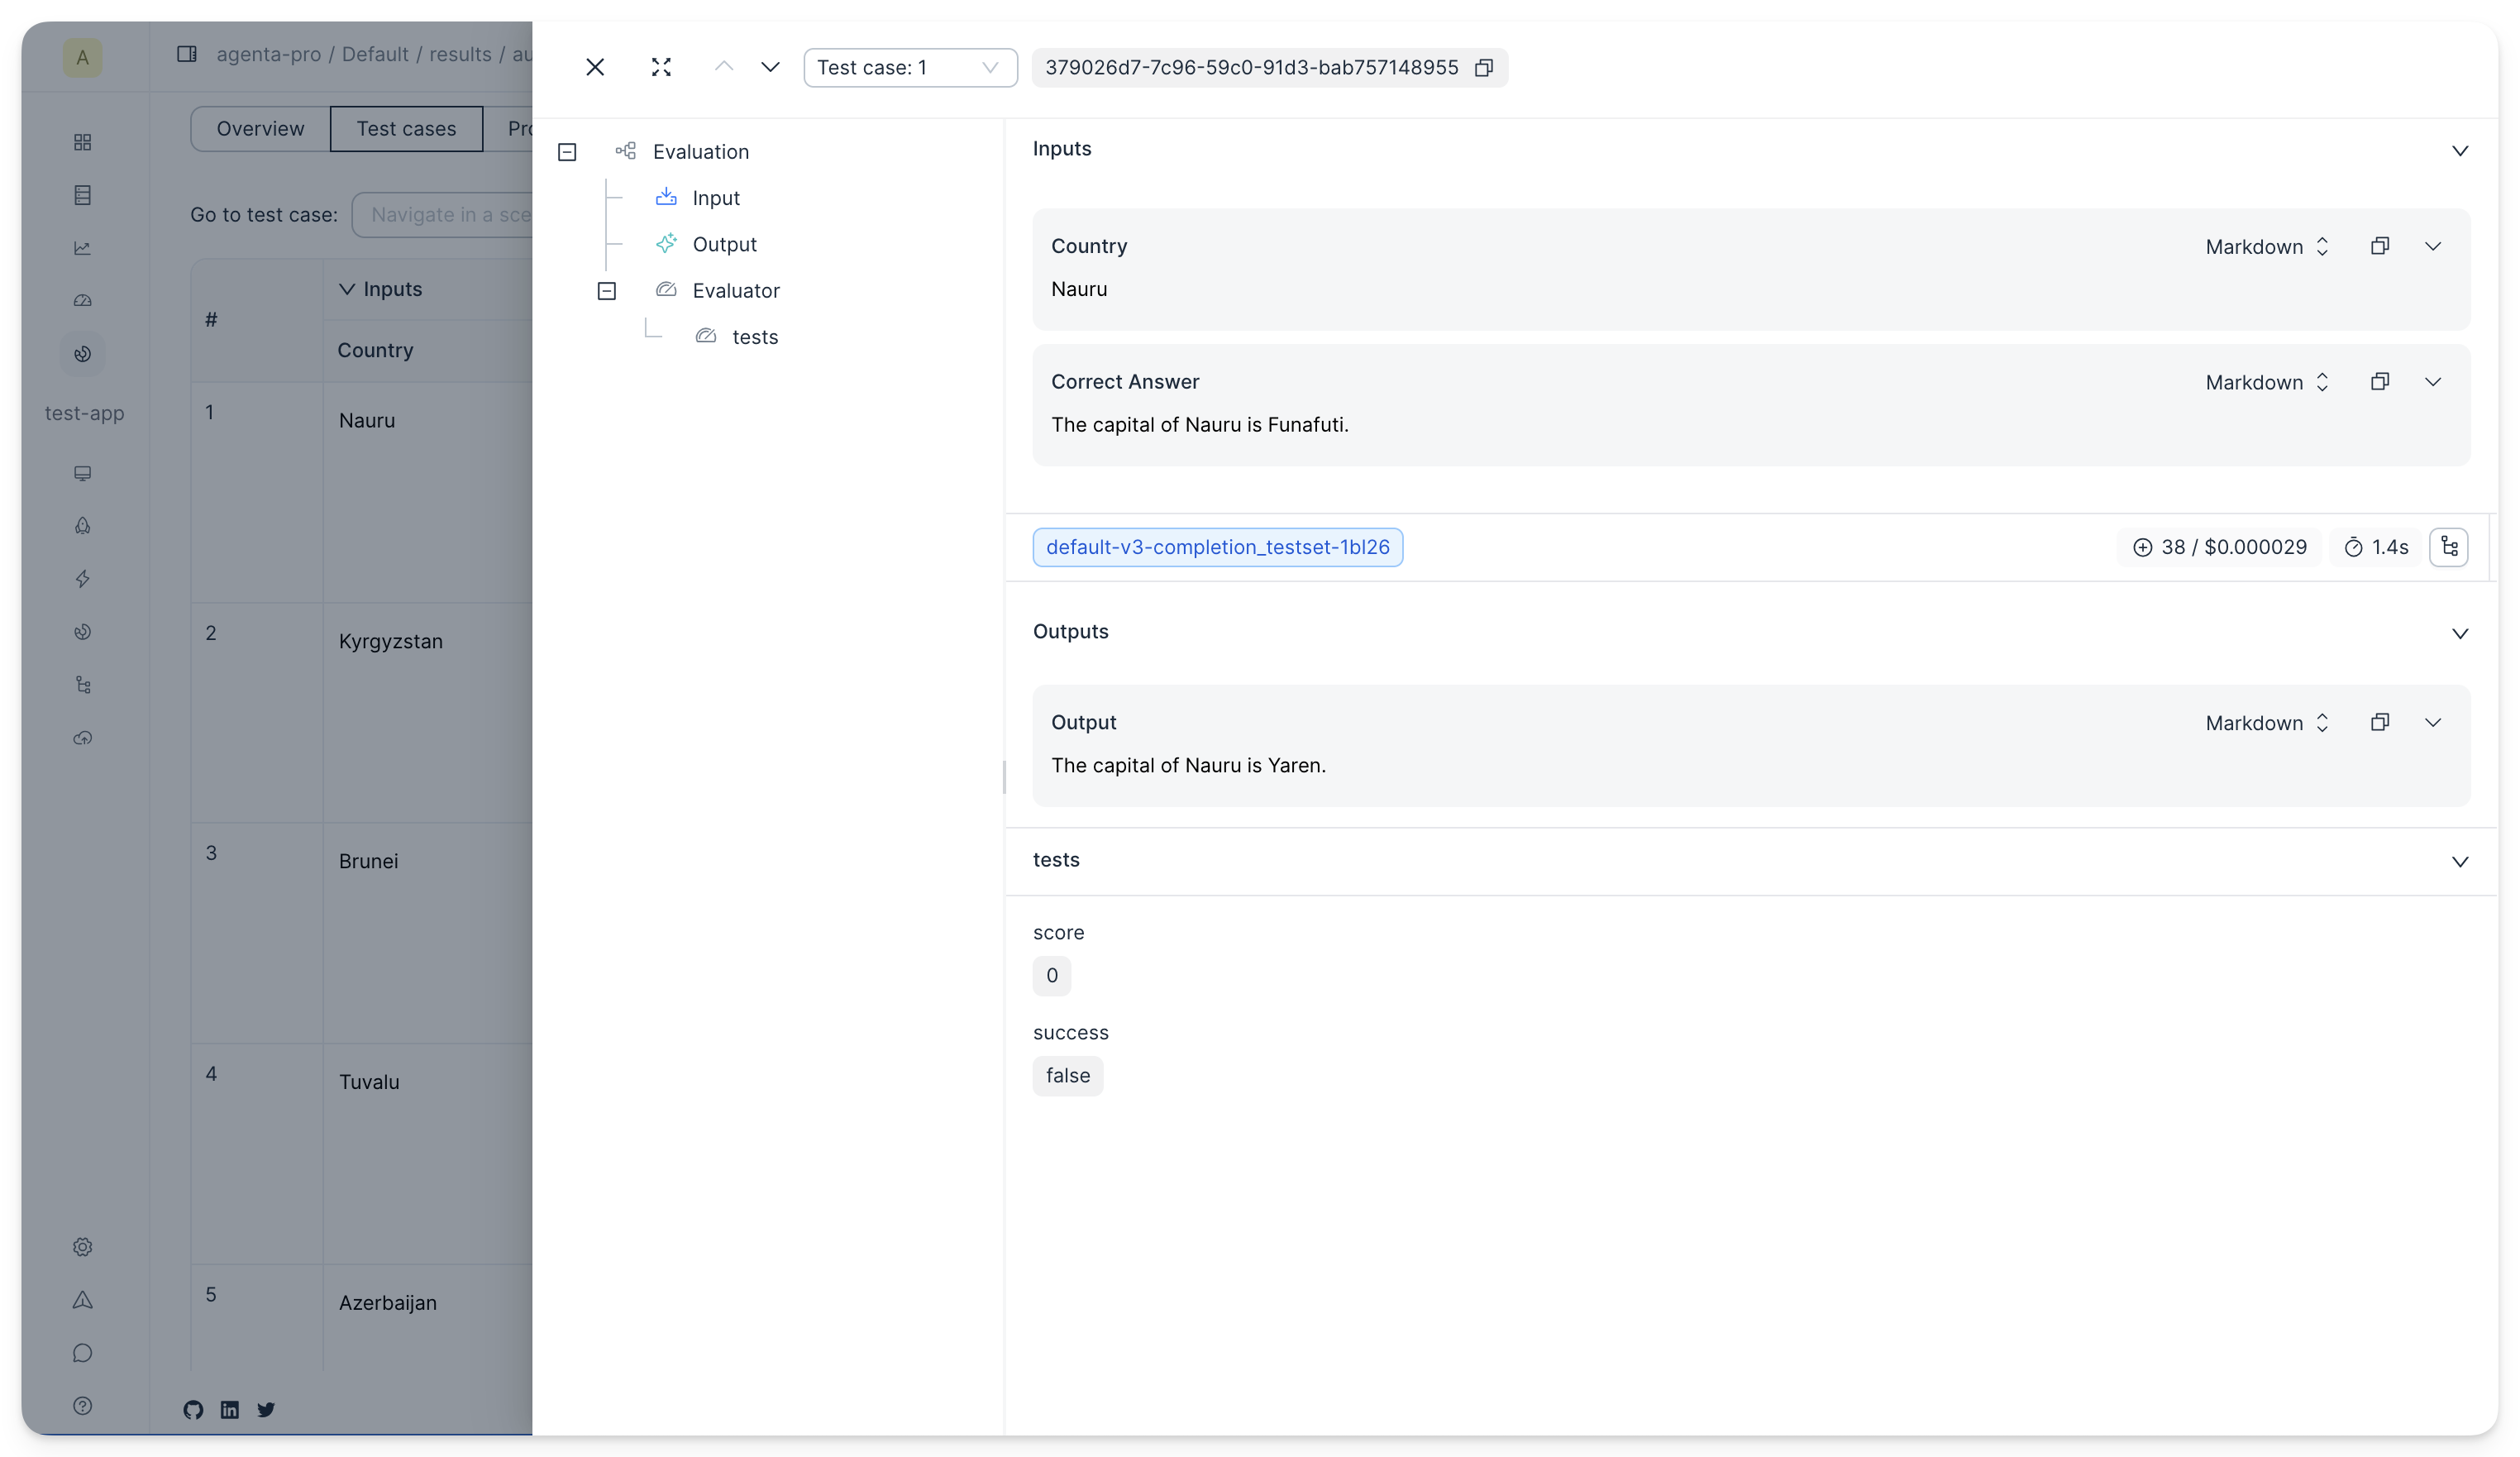 A
agenta-pro / Default / results / au
Overview
Test cases
Pro
Go to test case:
Navigate in a sce
#
Inputs
Country
1
Nauru
2
Kyrgyzstan
3
Brunei
4
Tuvalu
5
Azerbaijan
test-app
Test case: 1
379026d7-7c96-59c0-91d3-bab757148955
Evaluation
Input
Output
Evaluator
tests
Inputs
Country
Markdown
Nauru
Correct Answer
Markdown
The capital of Nauru is Funafuti.
default-v3-completion_testset-1bl26
38 / $0.000029
1.4s
Outputs
Output
Markdown
The capital of Nauru is Yaren.
tests
score
0
success
false